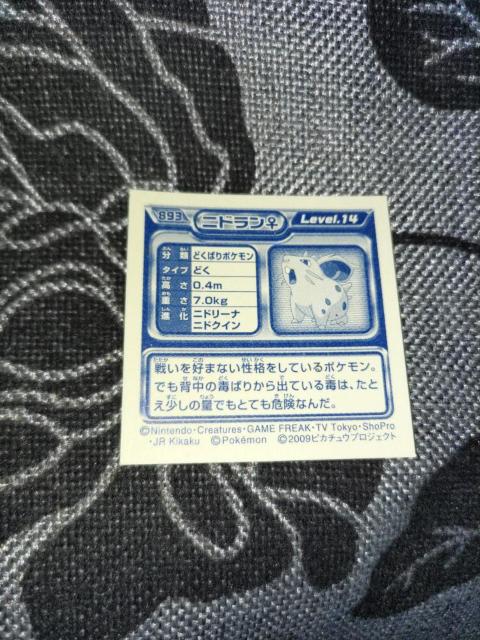 893 ニドラン♀ Level.14
分類 どくばりポケモン
タイプ どく
高さ 0.4m
重さ 7.0kg
進化 ニドリーナ
ニドクイン
戦いを好まない性格をしているポケモン。
でも背中の毒ばりから出ている毒は、たと
え少しの量でもとても危険なんだ。
©Nintendo・Creatures・GAME FREAK・TV Tokyo・ShoPro
・JR Kikaku ©Pokémon ©2009ピカチュウプロジェクト